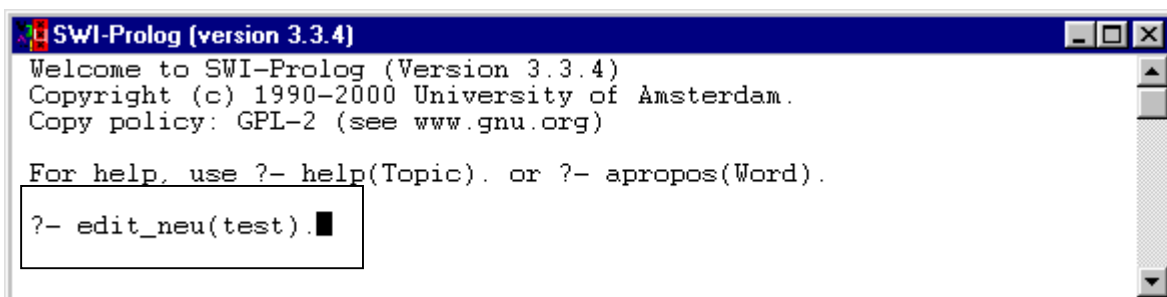 SWI-Prolog (version 3.3.4)
Welcome to SWI-Prolog (Version 3.3.4)
Copyright (c) 1990-2000 University of Amsterdam.
Copy policy: GPL-2 (see www.gnu.org)
For help, use ?- help(Topic). or ?- apropos(Word).
?- edit_neu(test).